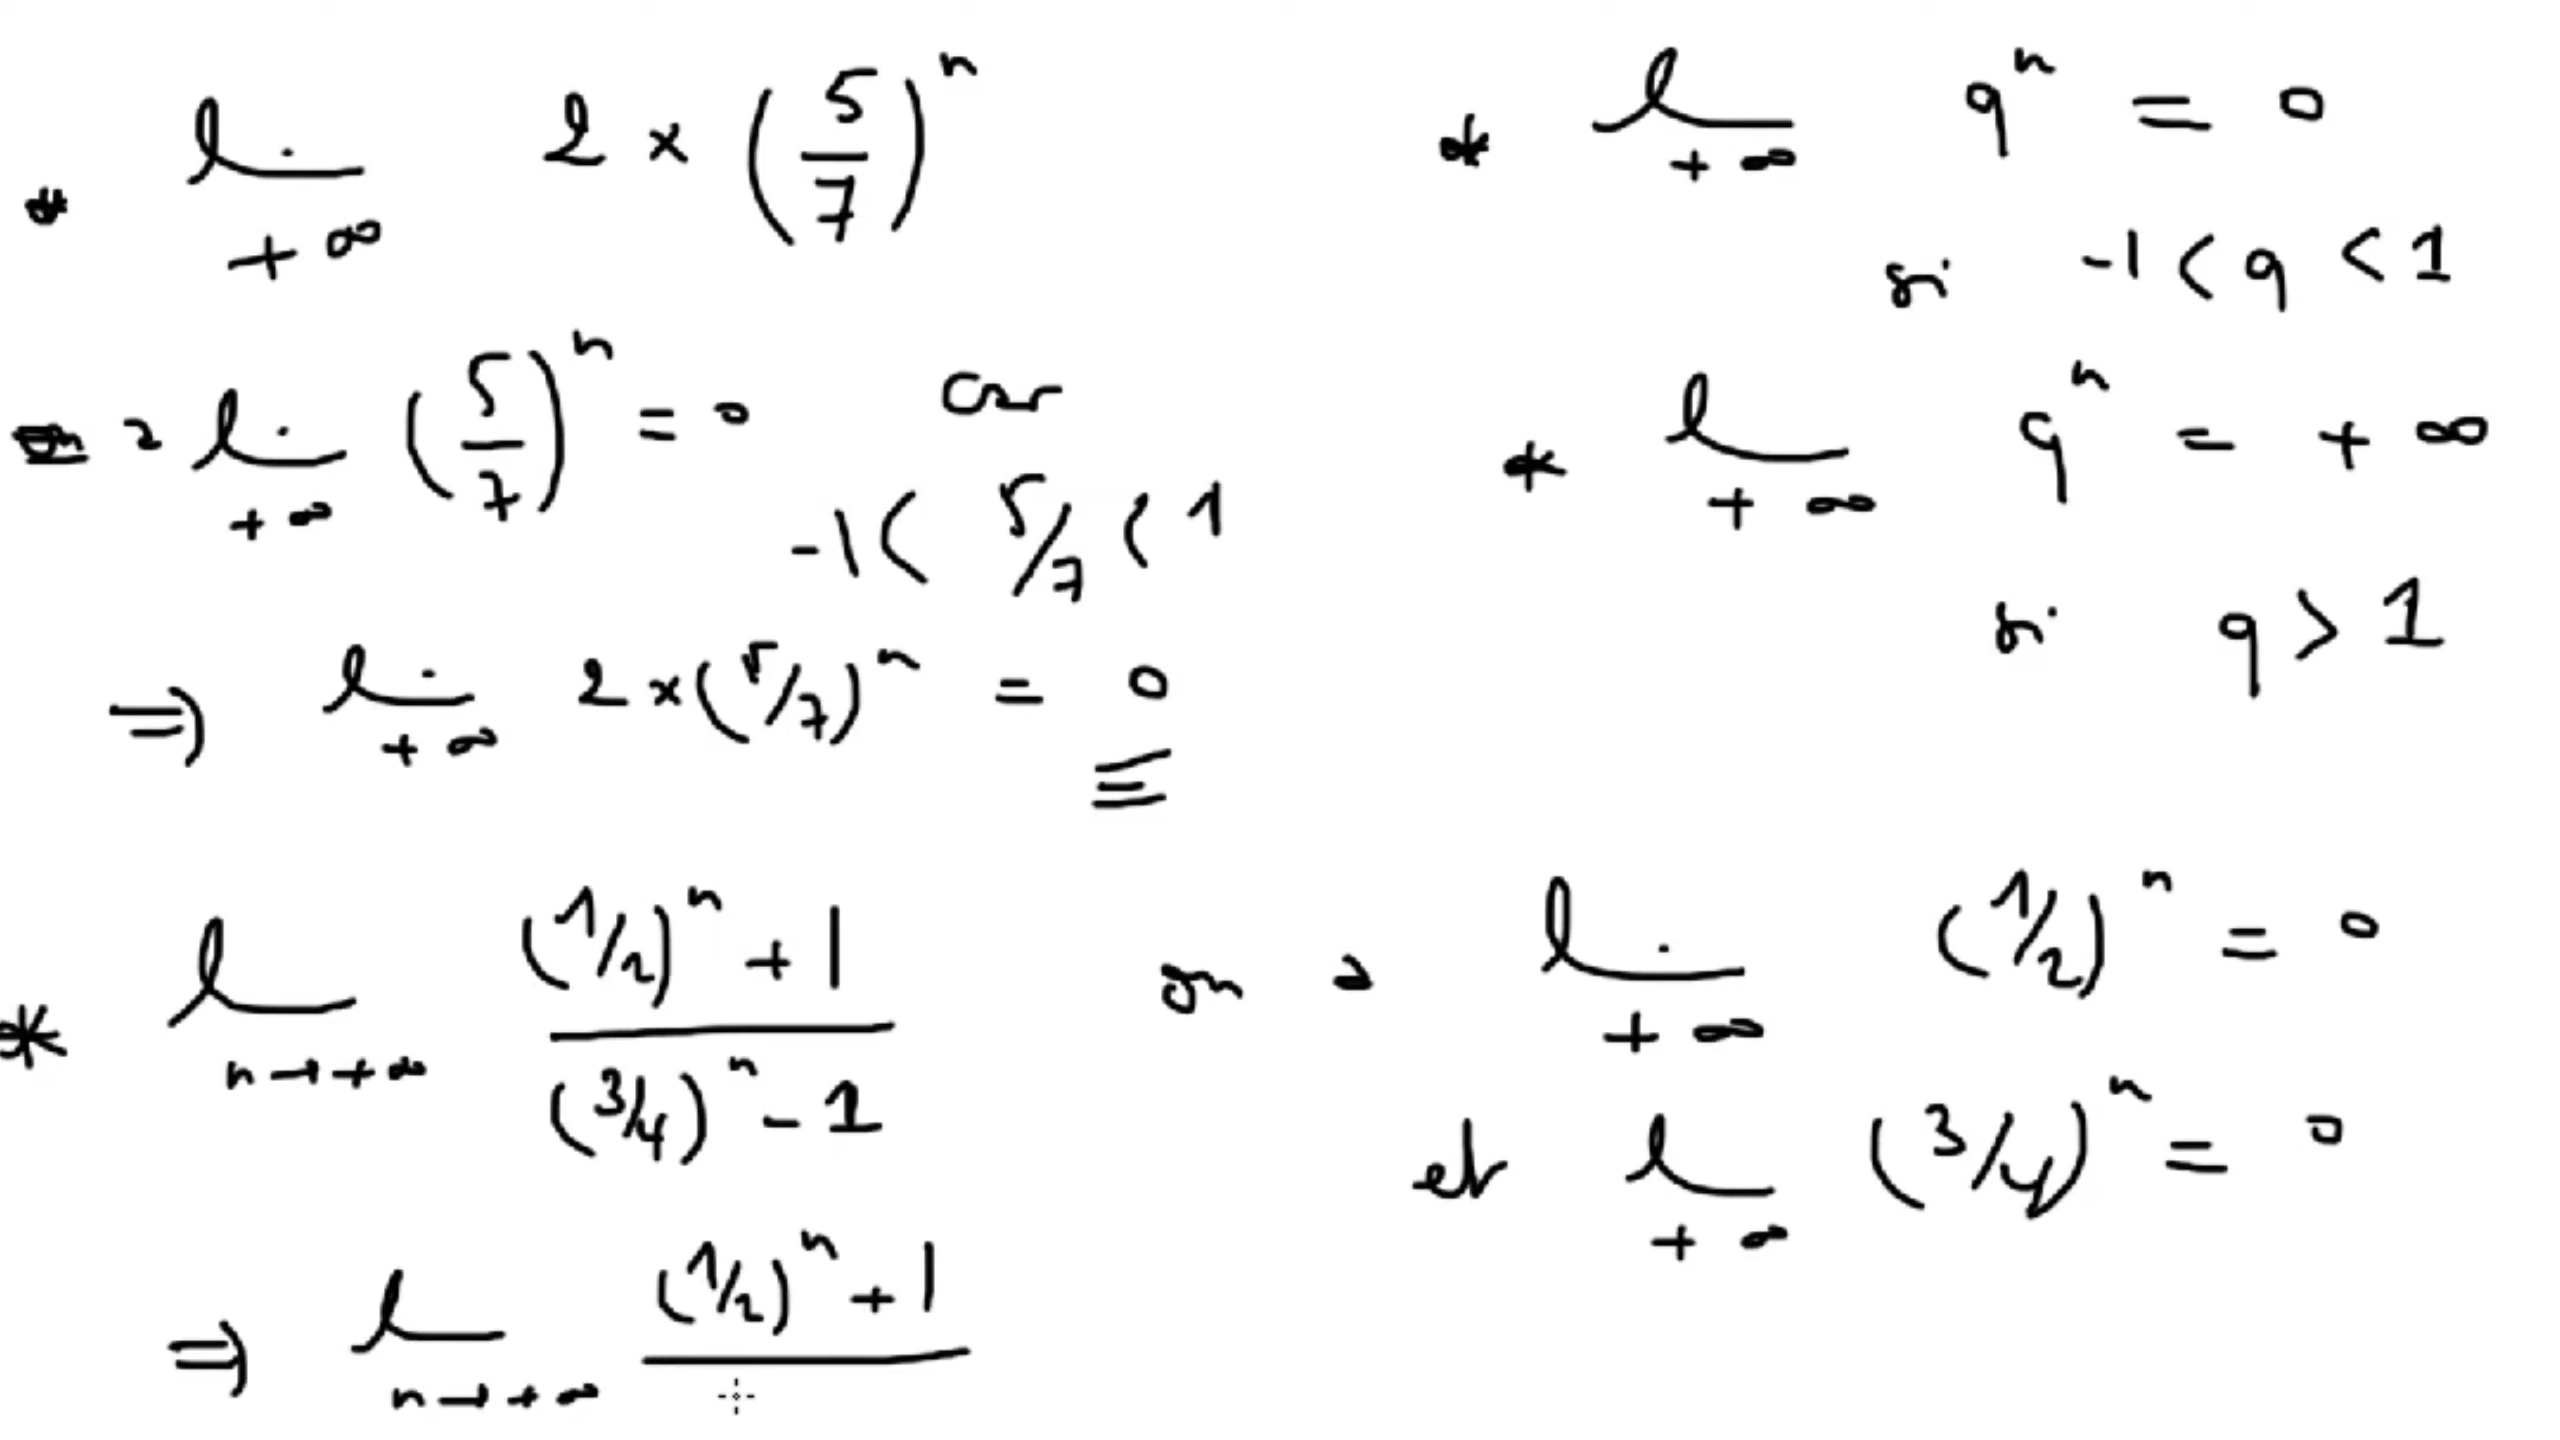 * lim 2 × (5/7)^n
+∞
on a lim (5/7)^n = 0 car
+∞
-1 < 5/7 < 1
⇒ lim 2 × (5/7)^n = 0
+∞
* lim q^n = 0
+∞
si -1 < q < 1
* lim q^n = +∞
+∞
si q > 1
* lim ((1/2)^n + 1)/((3/4)^n - 1)
n→+∞
on a lim (1/2)^n = 0
+∞
et lim (3/4)^n = 0
+∞
⇒ lim (1/2)^n + 1
n→+∞